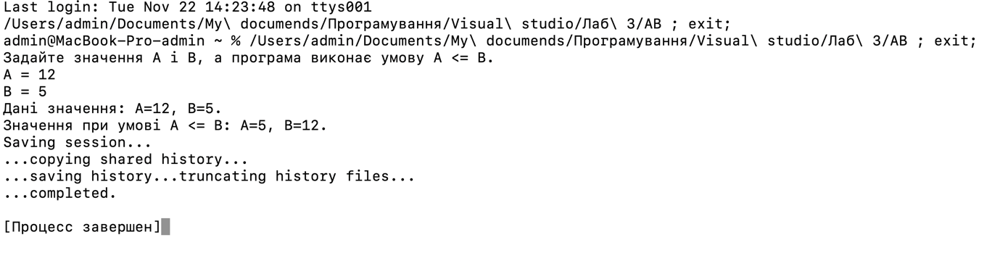 Last login: Tue Nov 22 14:23:48 on ttys001
/Users/admin/Documents/My\ documends/Програмування/Visual\ studio/Лаб\ 3/AB ; exit;
admin@MacBook-Pro-admin ~ % /Users/admin/Documents/My\ documends/Програмування/Visual\ studio/Лаб\ 3/AB ; exit;
Задайте значення A і B, а програма виконає умову A <= B.
A = 12
B = 5
Дані значення: A=12, B=5.
Значення при умові A <= B: A=5, B=12.
Saving session...
...copying shared history...
...saving history...truncating history files...
...completed.
[Процесс завершен]